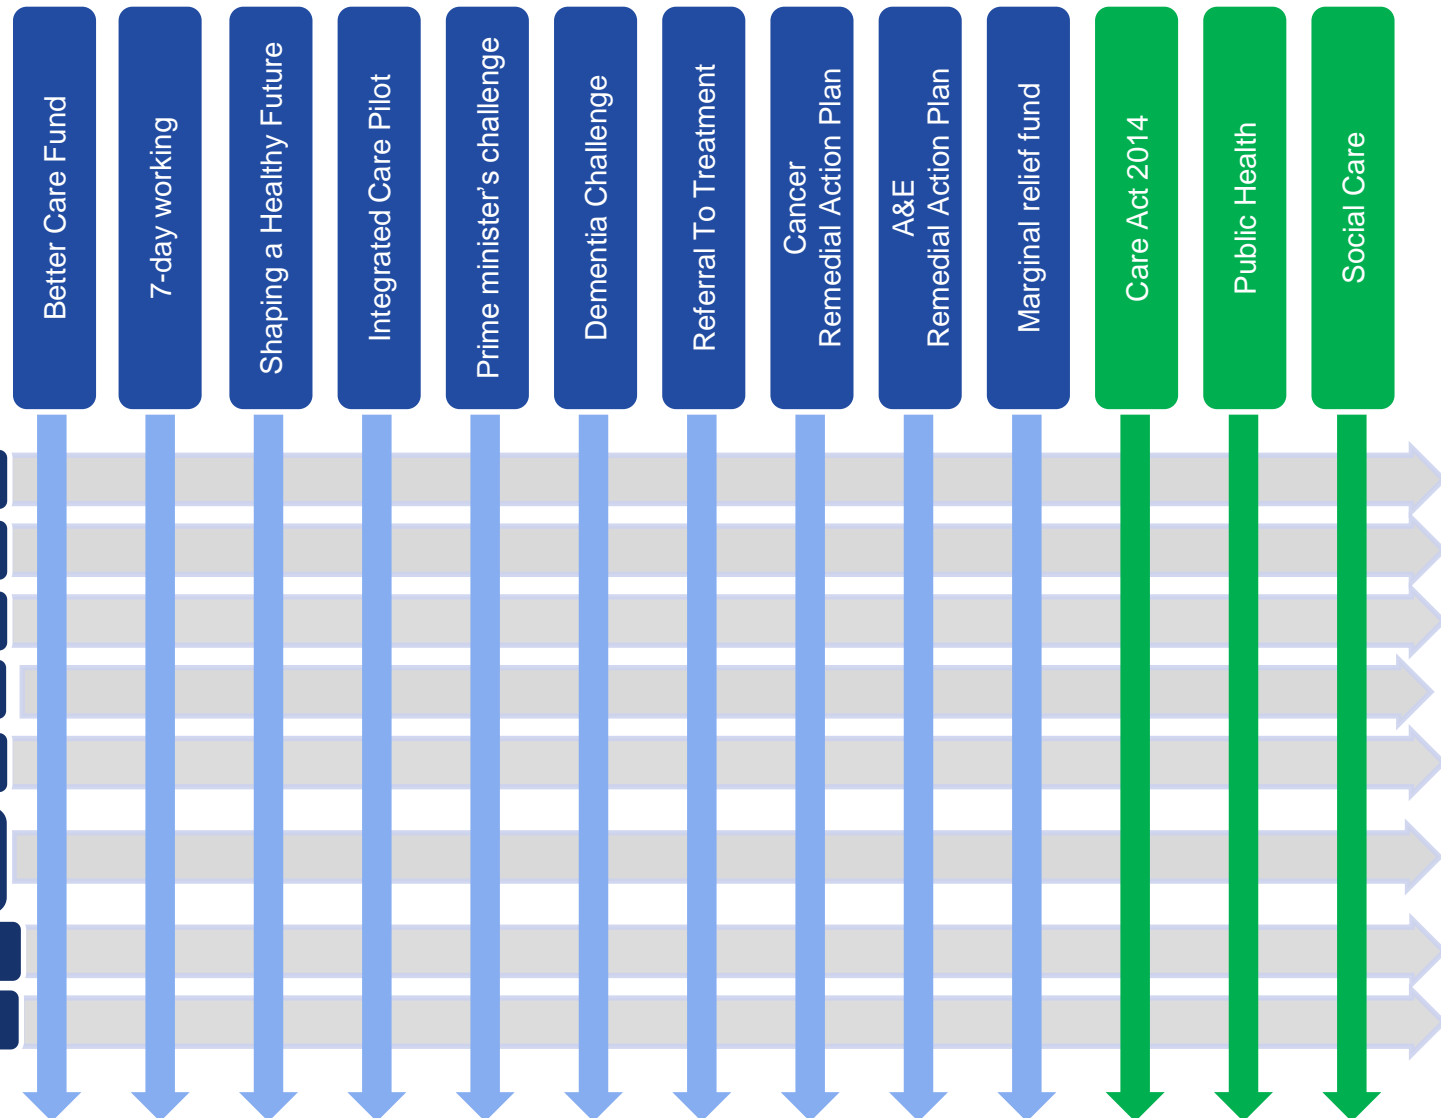 Better Care Fund
7-day working
Shaping a Healthy Future
Integrated Care Pilot
Prime minister's challenge
Dementia Challenge
Referral To Treatment
Cancer
Remedial Action Plan
A&E
Remedial Action Plan
Marginal relief fund
Care Act 2014
Public Health
Social Care